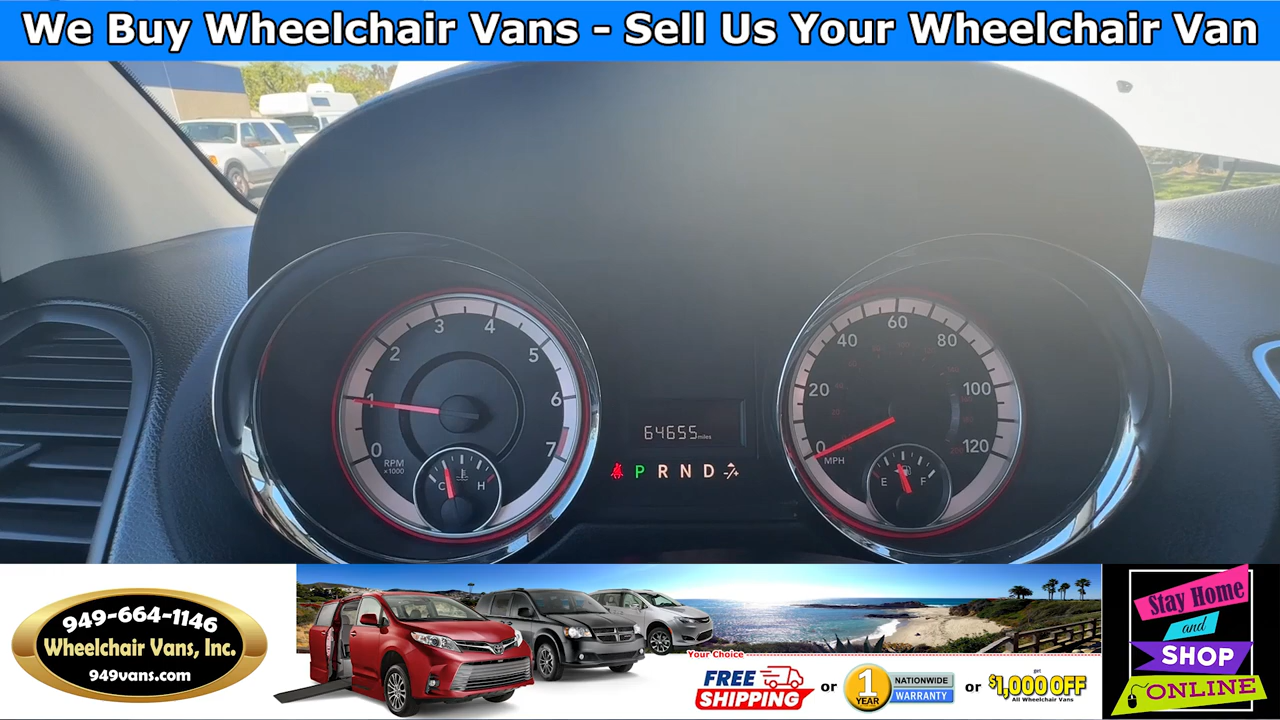 We Buy Wheelchair Vans - Sell Us Your Wheelchair Van
0 1 2 3 4 5 6 7
RPM
×1000
C H
64655 miles
P R N D
0 20 40 60 80 100 120
MPH
E F
949-664-1146
Wheelchair Vans, Inc.
949vans.com
Your Choice
FREE SHIPPING
or
1 YEAR
NATIONWIDE WARRANTY
or
GET
$1,000 OFF
All Wheelchair Vans
Stay Home
and
SHOP
ONLINE